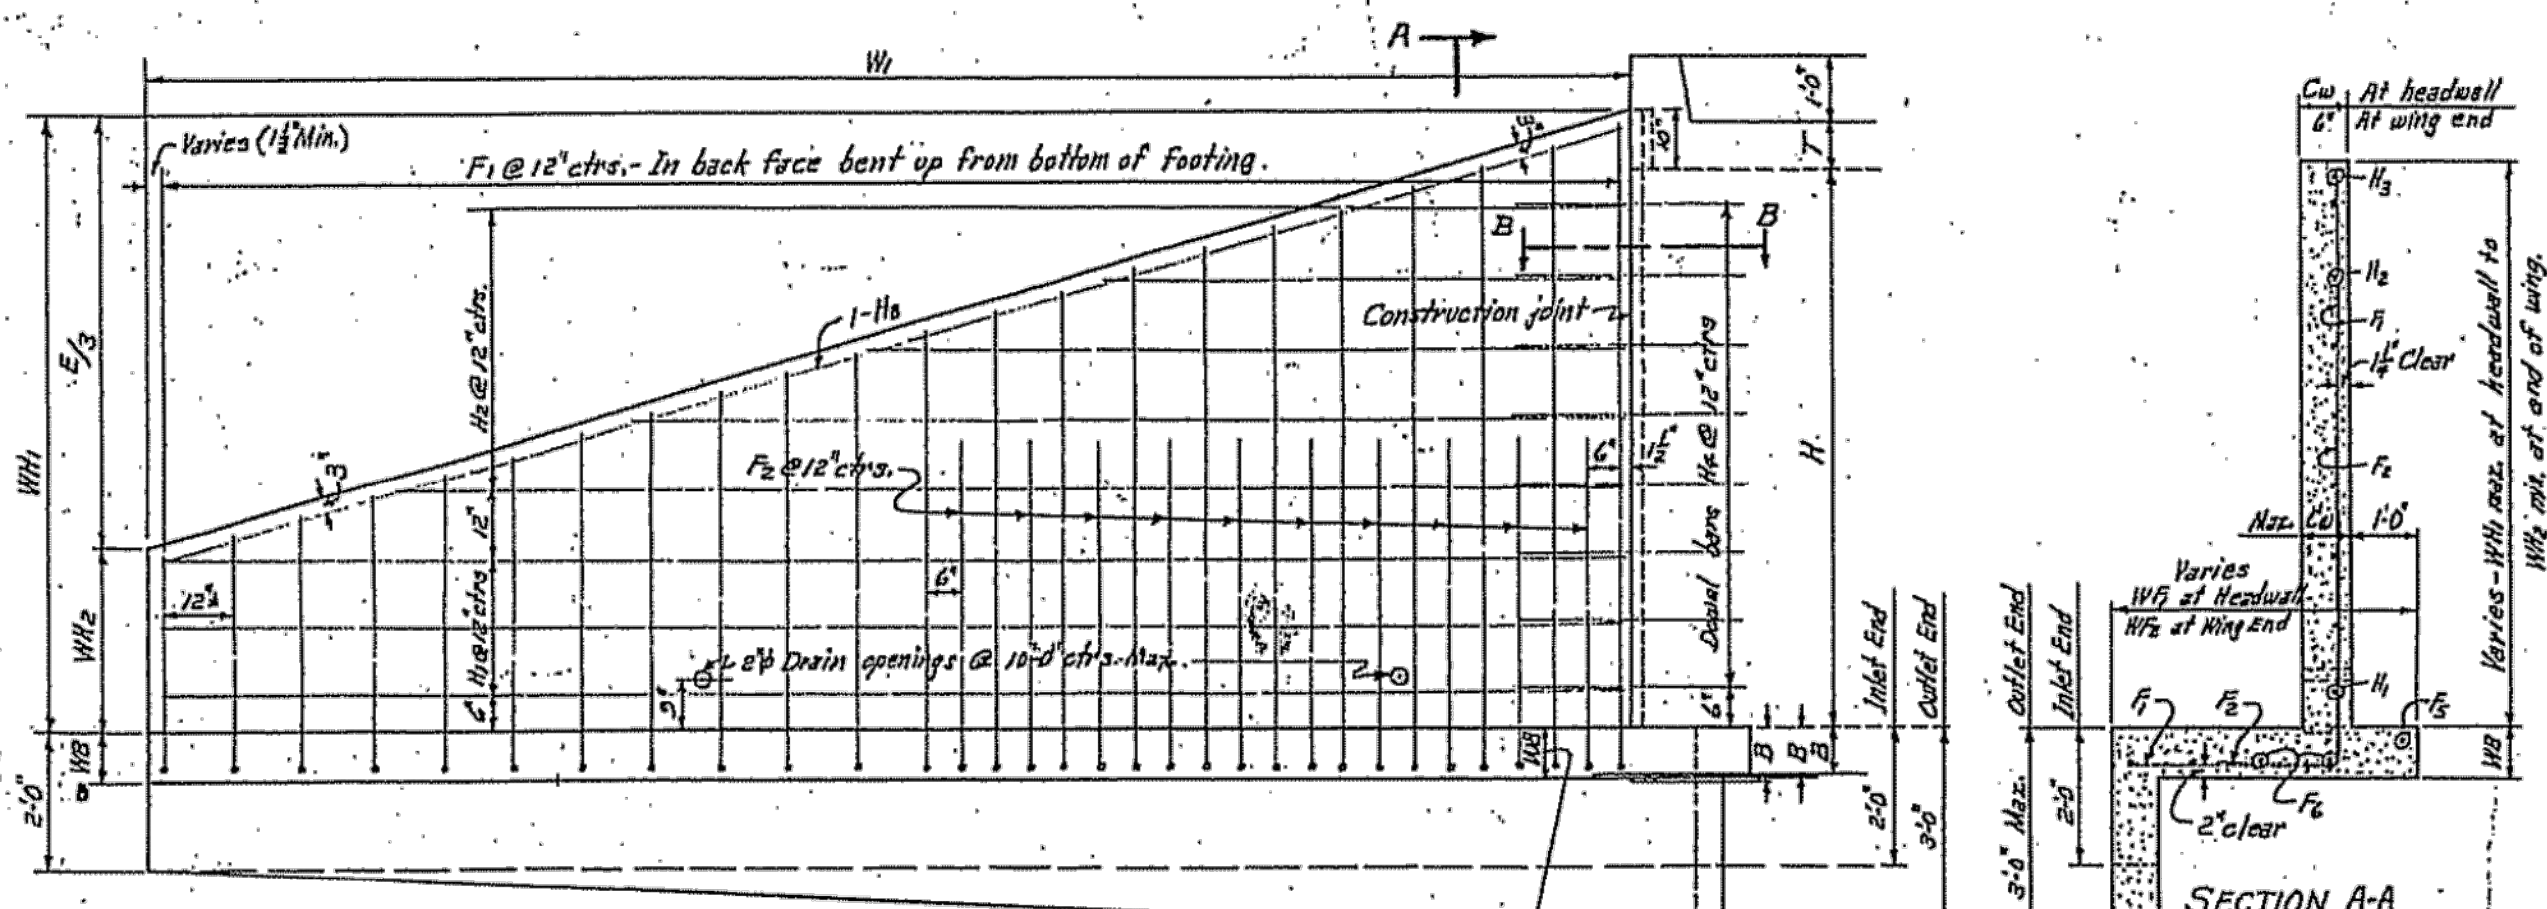 A
W1
Varies (1½" Min.)
F1 @ 12" ctrs. - In back face bent up from bottom of footing.
3"
10"
1'-0"
T
B
B
WH1
E/3
H2 @ 12" ctrs.
1-H8
Construction joint
Dowel bars H4 @ 12" ctrs
H.
F2 @ 12" ctrs.
6"
1½"
3"
12"
12"
6"
WH2
H1 @ 12" ctrs
6"
2"ϕ Drain openings @ 10'-0" ctrs. Max.
9"
6"
Inlet End
Outlet End
WB
WB
B
B
B
2'-0"
2'-0"
3'-0"
Cw
At headwall
6"
At wing end
H3
H2
F1
1¼" Clear
F2
Max. Cw
1'-0"
Varies
WF1 at Headwall
WF2 at Wing End
Varies - WH1 max. at headwall to
WH2 min. at end of wing.
Outlet End
Inlet End
H1
F1
F2
F5
F6
WB
2" clear
3'-0" Max.
2'-0"
SECTION A-A